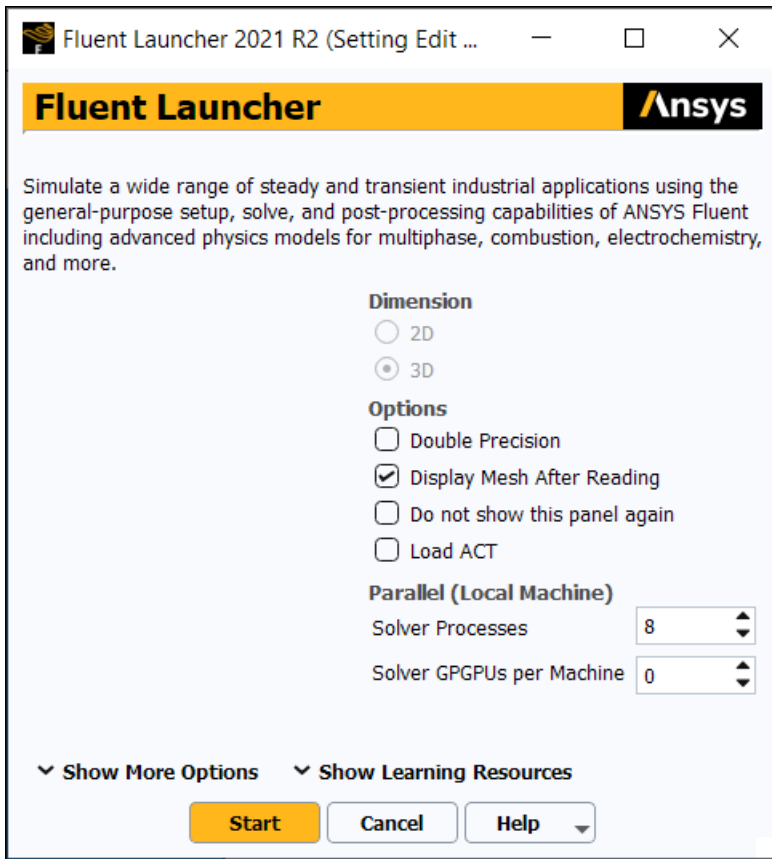 Fluent Launcher 2021 R2 (Setting Edit ...
Fluent Launcher
Ansys
Simulate a wide range of steady and transient industrial applications using the
general-purpose setup, solve, and post-processing capabilities of ANSYS Fluent
including advanced physics models for multiphase, combustion, electrochemistry,
and more.
Dimension
2D
3D
Options
Double Precision
Display Mesh After Reading
Do not show this panel again
Load ACT
Parallel (Local Machine)
Solver Processes 8
Solver GPGPUs per Machine 0
Show More Options Show Learning Resources
Start Cancel Help